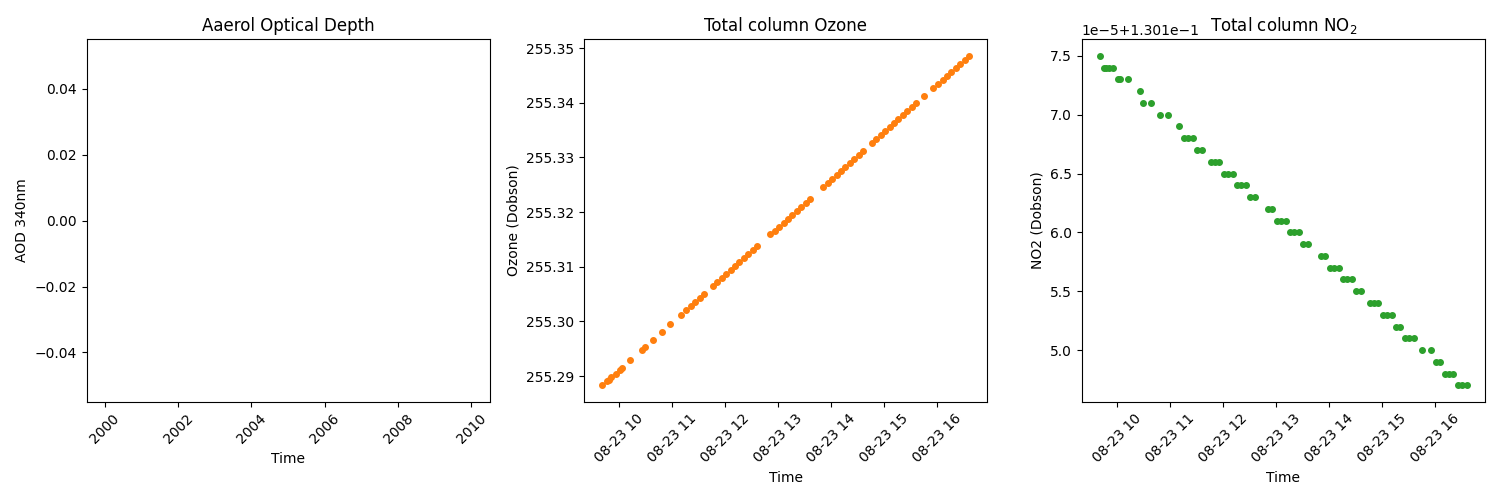 Aaerol Optical Depth
AOD 340nm
0.04
0.02
0.00
−0.02
−0.04
2000 2002 2004 2006 2008 2010
Time
Total column Ozone
Ozone (Dobson)
255.35
255.34
255.33
255.32
255.31
255.30
255.29
08-23 10 08-23 11 08-23 12 08-23 13 08-23 14 08-23 15 08-23 16
Time
1e−5+1.301e−1 Total column NO₂
NO2 (Dobson)
7.5
7.0
6.5
6.0
5.5
5.0
08-23 10 08-23 11 08-23 12 08-23 13 08-23 14 08-23 15 08-23 16
Time